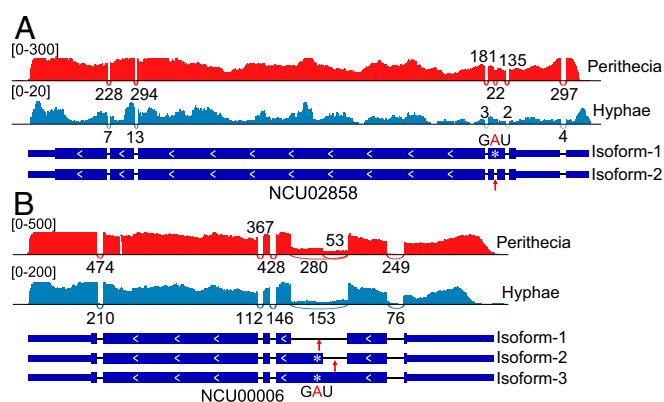 A
[0-300]
181 135
Perithecia
228 294 22 297
[0-20]
Hyphae
3 2
7 13 4
GAU
* Isoform-1
Isoform-2
NCU02858
B
[0-500]
367 53
Perithecia
474 428 280 249
[0-200]
Hyphae
210 112 146 153 76
Isoform-1
* Isoform-2
* Isoform-3
NCU00006 GAU